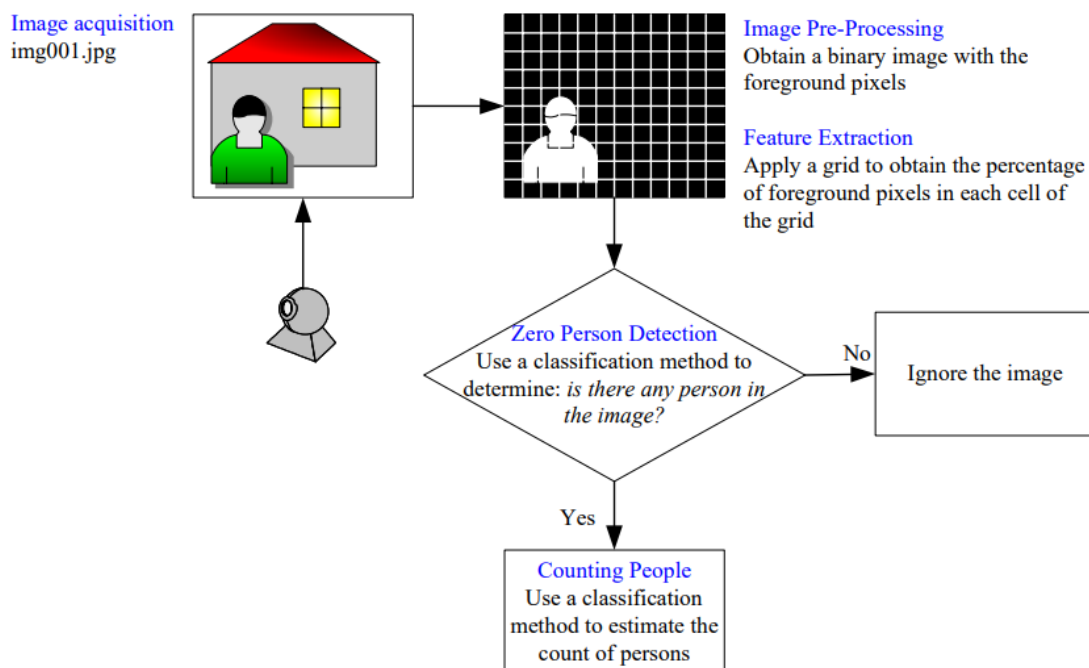 Image acquisition
img001.jpg
Image Pre-Processing
Obtain a binary image with the
foreground pixels
Feature Extraction
Apply a grid to obtain the percentage
of foreground pixels in each cell of
the grid
Zero Person Detection
Use a classification method to
determine: is there any person in
the image?
No
Ignore the image
Yes
Counting People
Use a classification
method to estimate the
count of persons